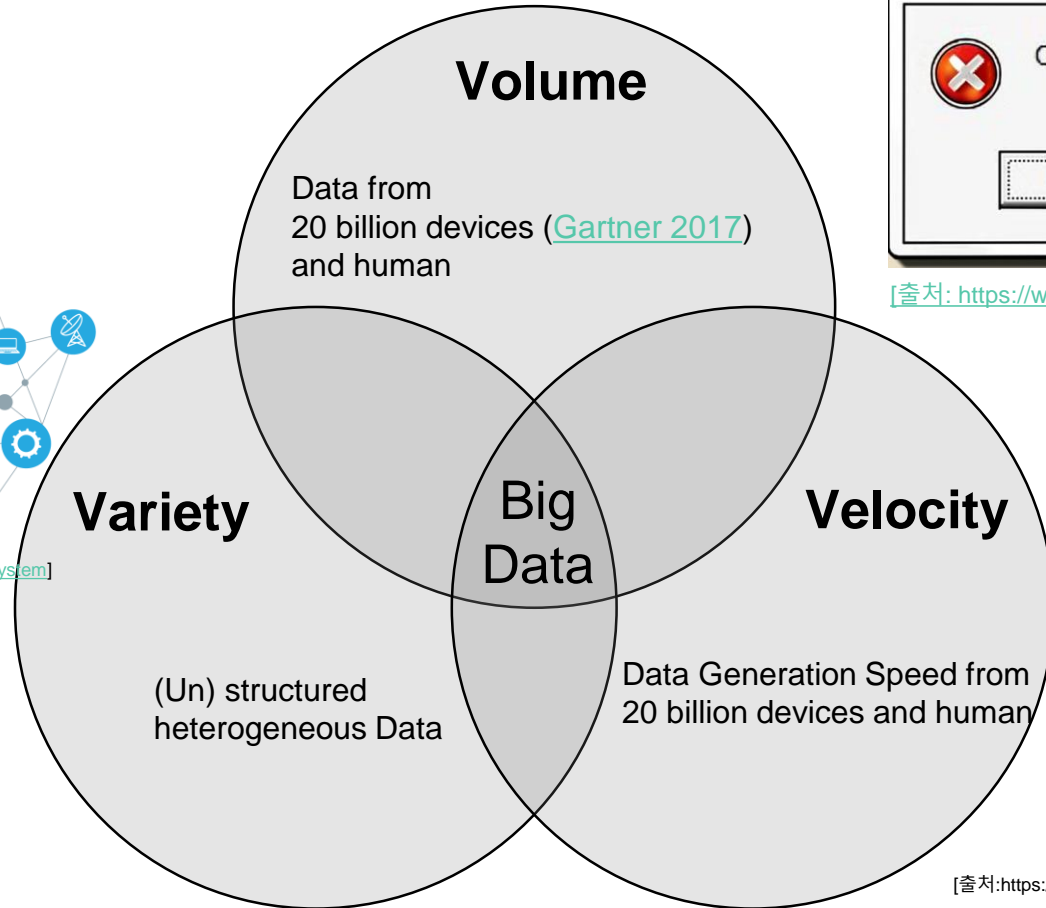 Volume
Data from
20 billion devices (Gartner 2017)
and human
[출처: https://w
Variety
Big
Data
Velocity
ystem]
(Un) structured
heterogeneous Data
Data Generation Speed from
20 billion devices and human
[출처:https:/